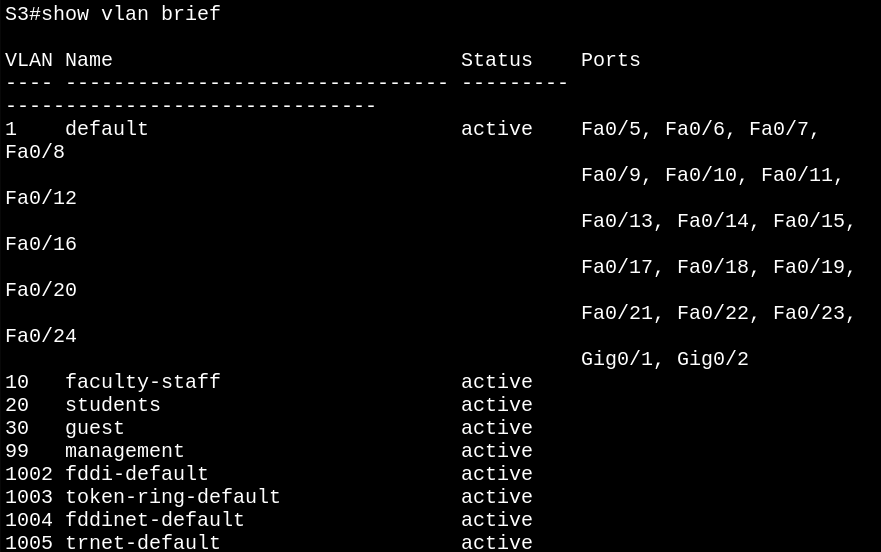 S3#show vlan brief

VLAN Name                             Status    Ports
---- -------------------------------- ---------
-------------------------------
1    default                          active    Fa0/5, Fa0/6, Fa0/7,
Fa0/8
                                                Fa0/9, Fa0/10, Fa0/11,
Fa0/12
                                                Fa0/13, Fa0/14, Fa0/15,
Fa0/16
                                                Fa0/17, Fa0/18, Fa0/19,
Fa0/20
                                                Fa0/21, Fa0/22, Fa0/23,
Fa0/24
                                                Gig0/1, Gig0/2
10   faculty-staff                    active
20   students                         active
30   guest                            active
99   management                       active
1002 fddi-default                     active
1003 token-ring-default               active
1004 fddinet-default                  active
1005 trnet-default                    active